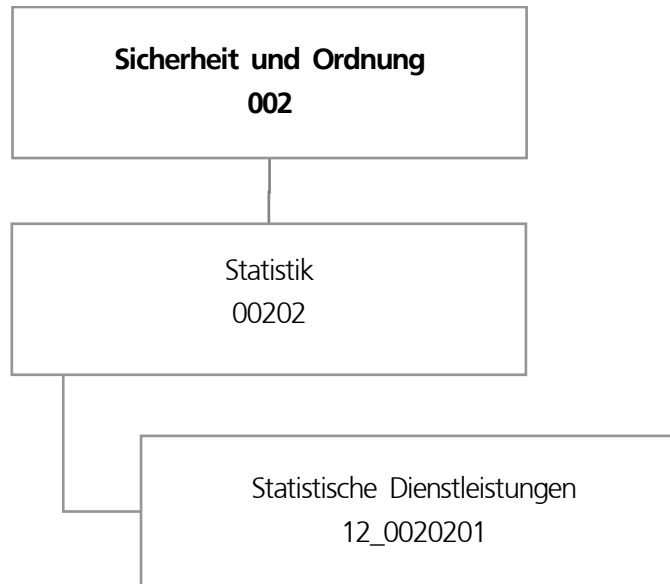 Sicherheit und Ordnung
002
Statistik
00202
Statistische Dienstleistungen
12_0020201